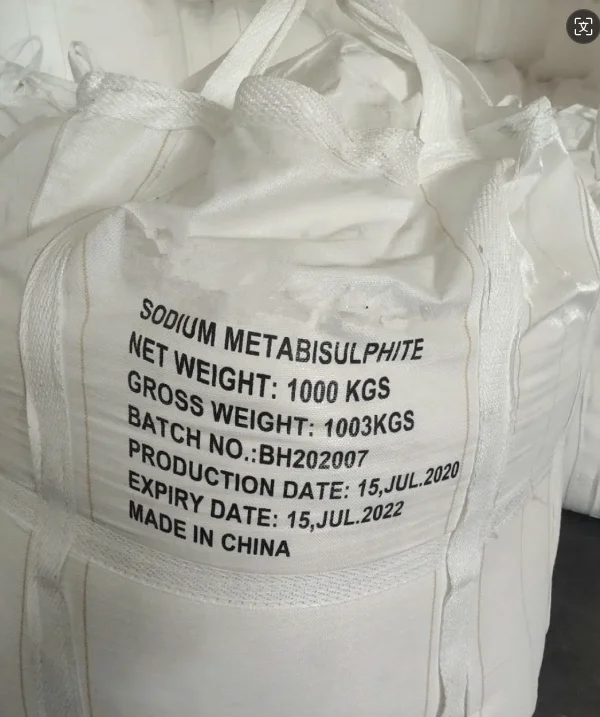 SODIUM METABISULPHITE
NET WEIGHT: 1000 KGS
GROSS WEIGHT: 1003KGS
BATCH NO.:BH202007
PRODUCTION DATE: 15,JUL.2020
EXPIRY DATE: 15,JUL.2022
MADE IN CHINA